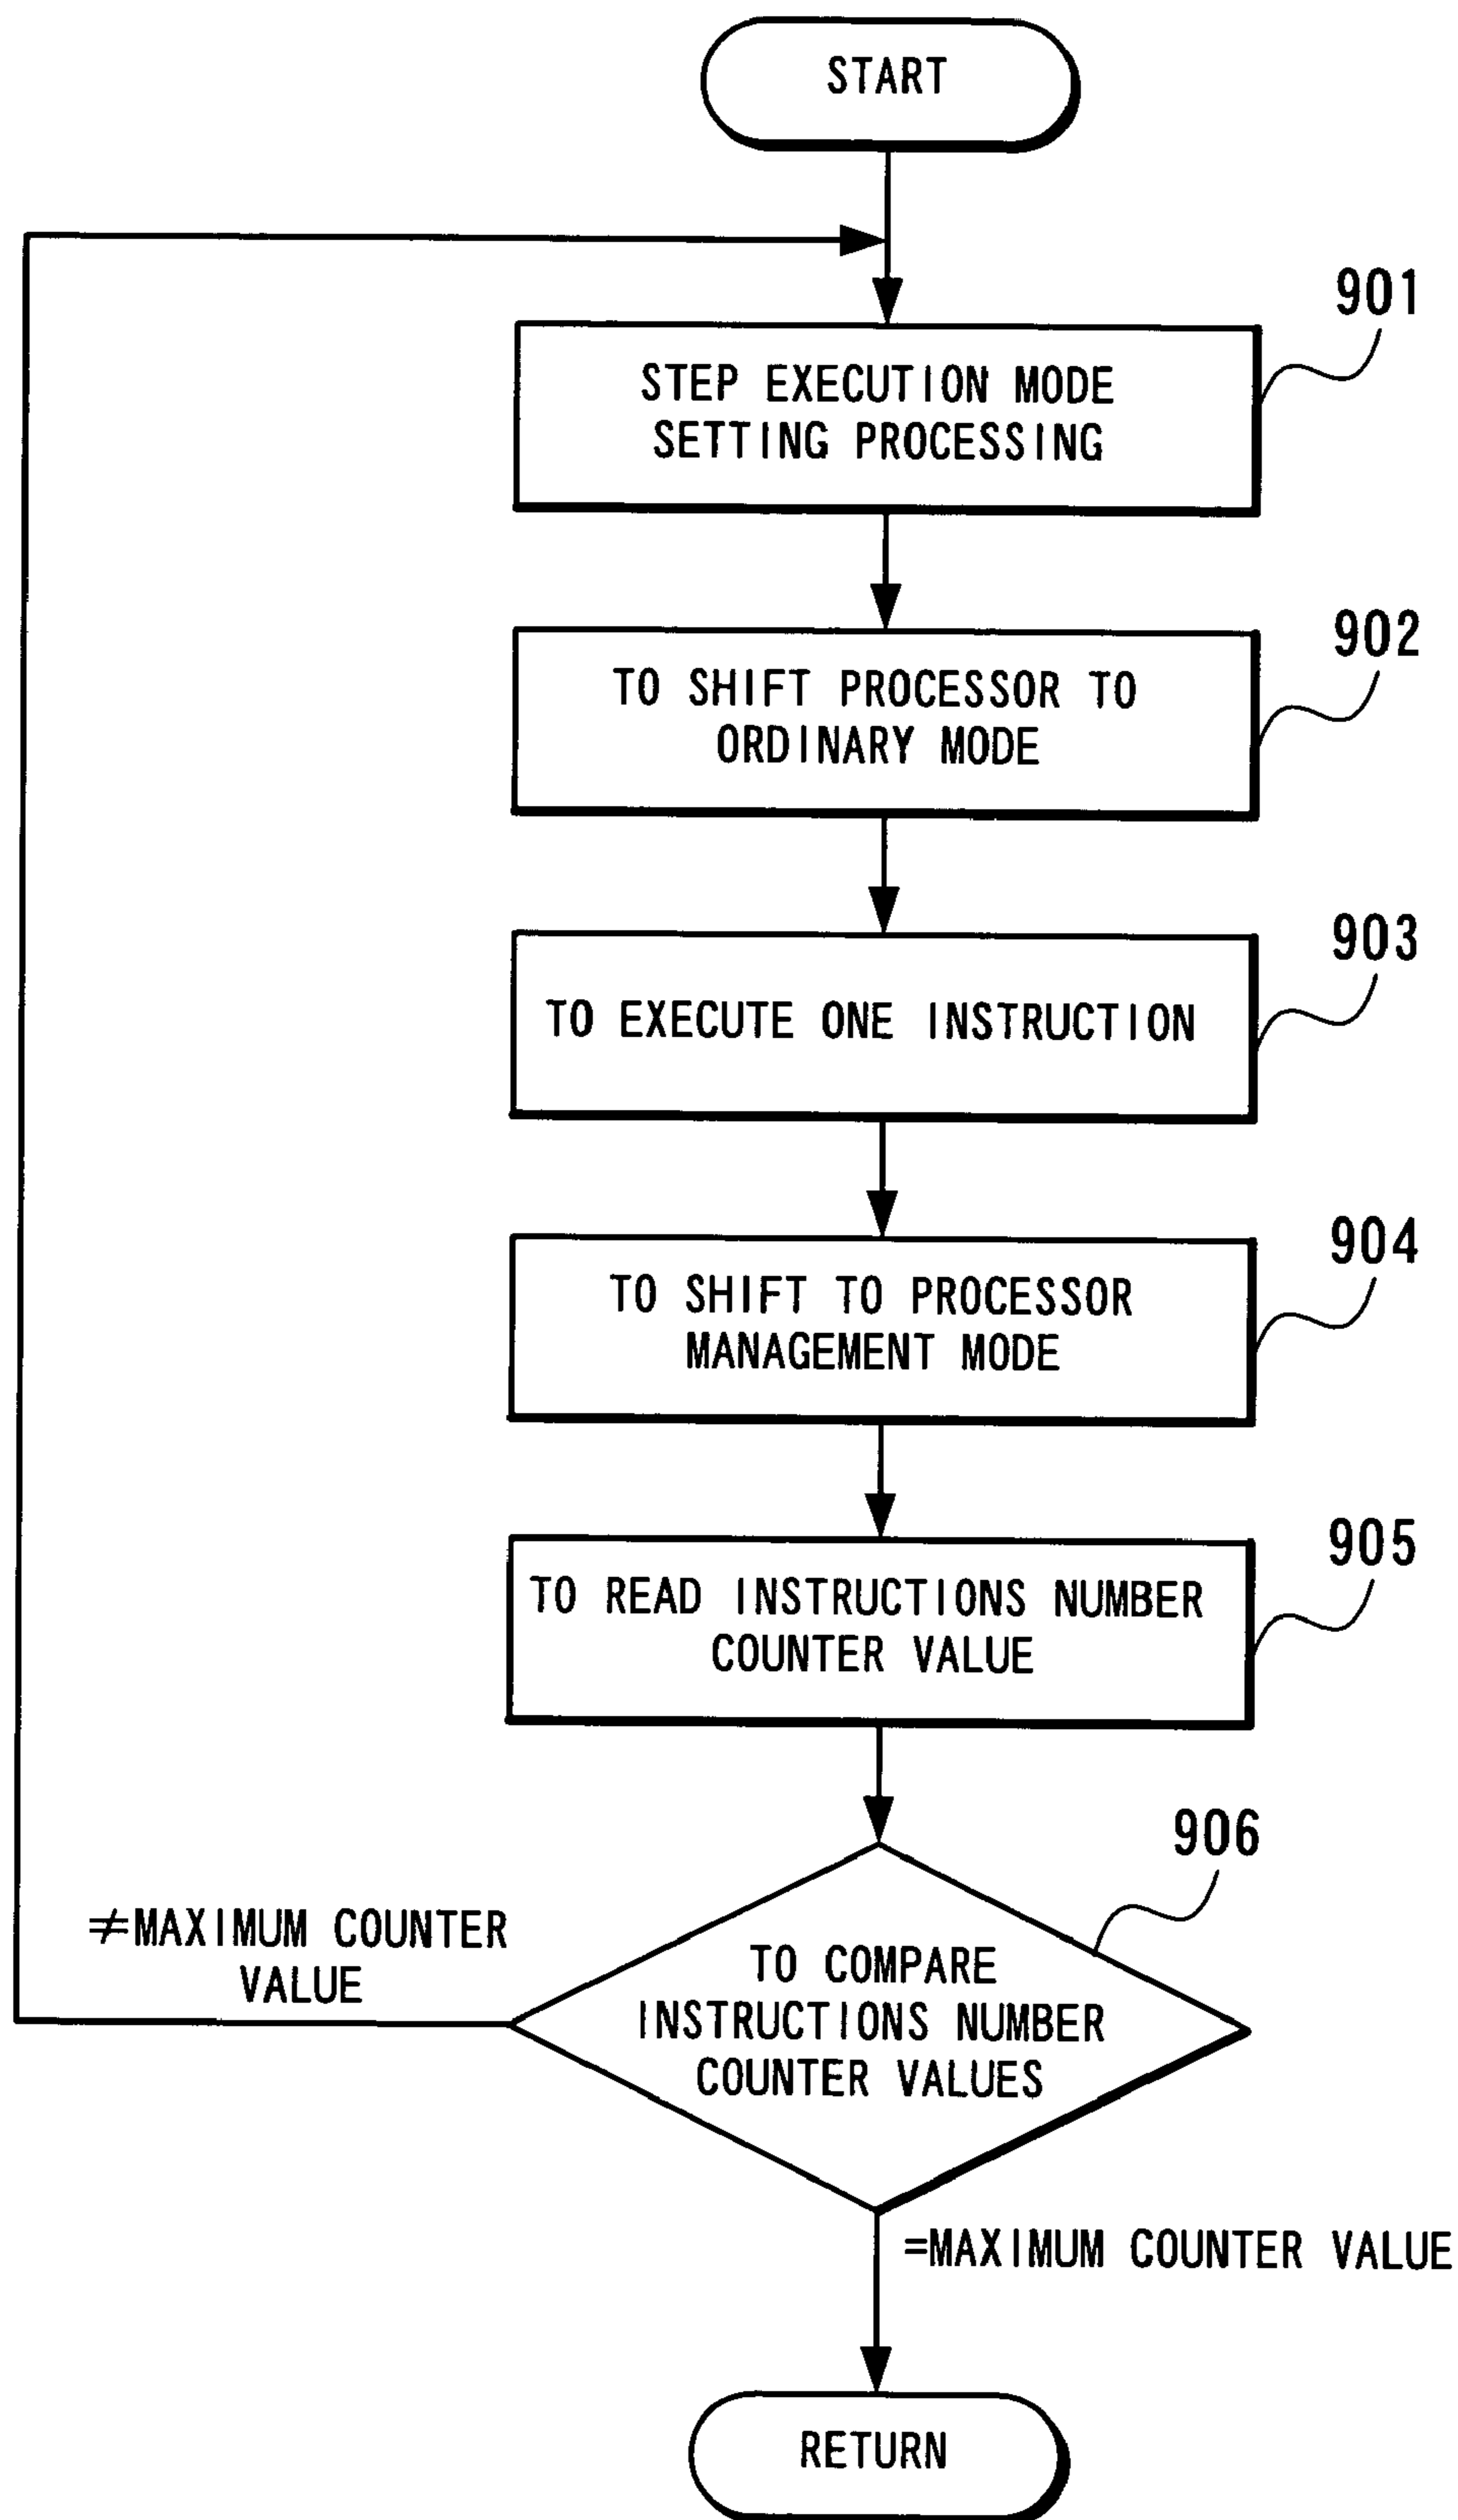 START
901
STEP EXECUTION MODE
SETTING PROCESSING
902
TO SHIFT PROCESSOR TO
ORDINARY MODE
903
TO EXECUTE ONE INSTRUCTION
904
TO SHIFT TO PROCESSOR
MANAGEMENT MODE
905
TO READ INSTRUCTIONS NUMBER
COUNTER VALUE
906
≠MAXIMUM COUNTER
VALUE
TO COMPARE
INSTRUCTIONS NUMBER
COUNTER VALUES
=MAXIMUM COUNTER VALUE
RETURN